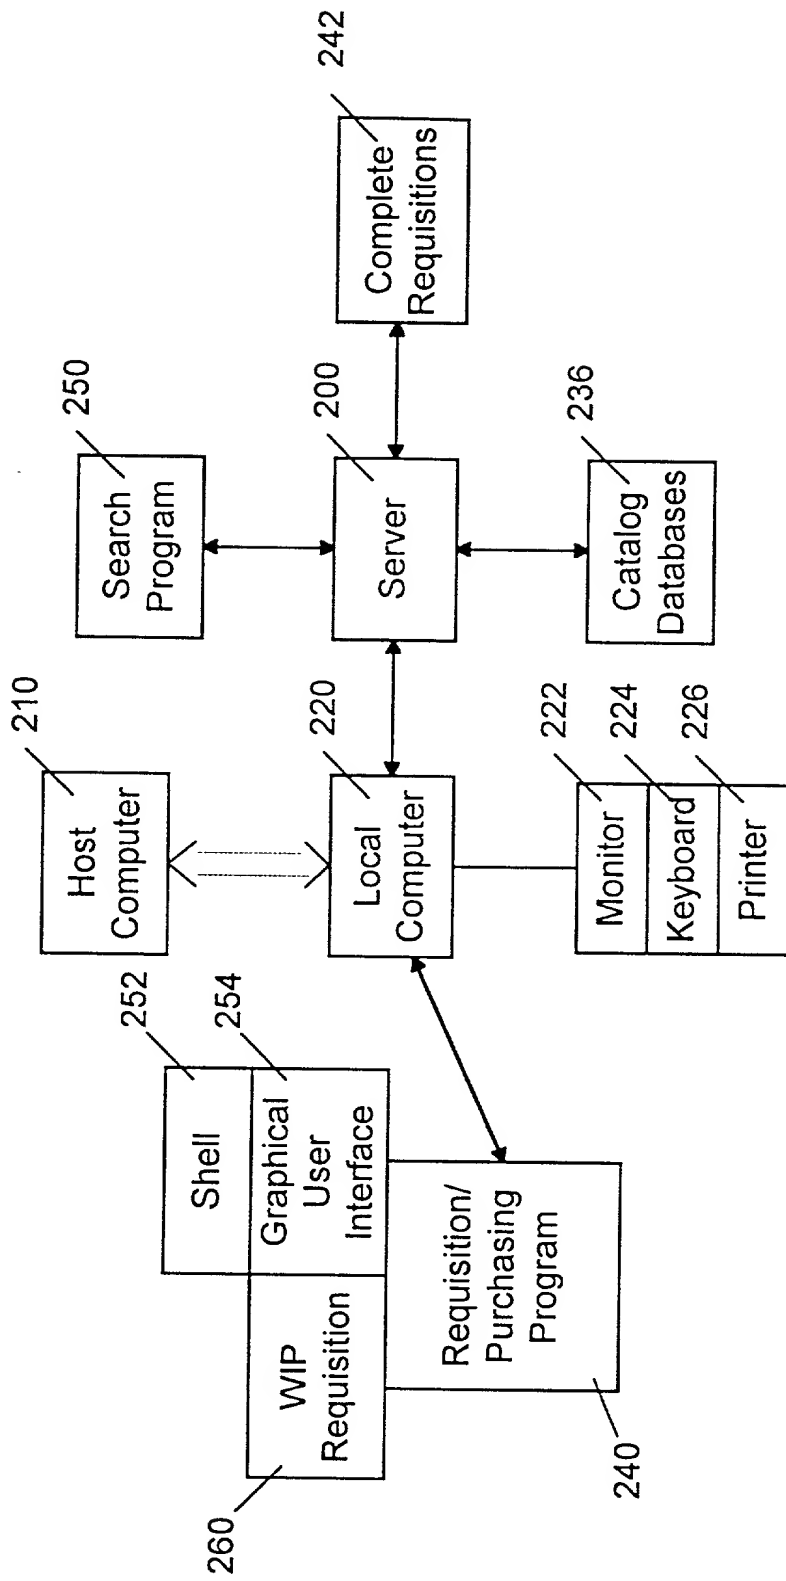 260
WIP
Requisition
252
Shell
254
Graphical
User
Interface
Requisition/
Purchasing
Program
240
210
Host
Computer
220
Local
Computer
222
Monitor
224
Keyboard
226
Printer
250
Search
Program
200
Server
236
Catalog
Databases
242
Complete
Requisitions